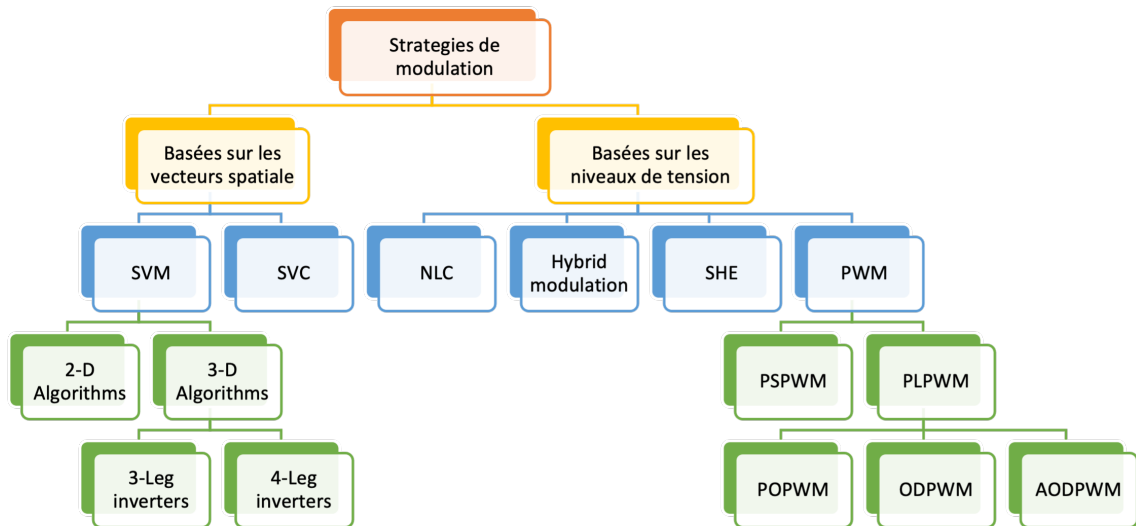 Strategies de
modulation
Basées sur les
vecteurs spatiale
Basées sur les
niveaux de tension
SVM
SVC
NLC
Hybrid
modulation
SHE
PWM
2-D
Algorithms
3-D
Algorithms
PSPWM
PLPWM
3-Leg
inverters
4-Leg
inverters
POPWM
ODPWM
AODPWM